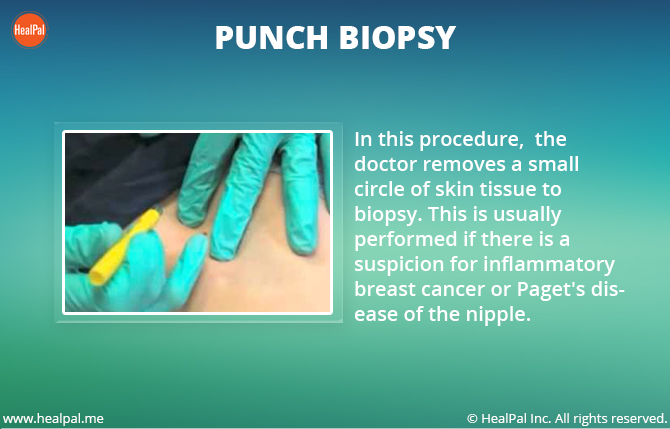 HealPal
PUNCH BIOPSY
In this procedure,  the
doctor removes a small
circle of skin tissue to
biopsy. This is usually
performed if there is a
suspicion for inflammatory
breast cancer or Paget's dis-
ease of the nipple.
www.healpal.me
© HealPal Inc. All rights reserved.